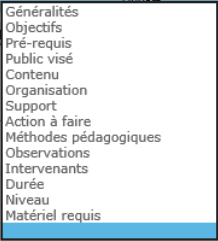 Généralités
Objectifs
Pré-requis
Public visé
Contenu
Organisation
Support
Action à faire
Méthodes pédagogiques
Observations
Intervenants
Durée
Niveau
Matériel requis